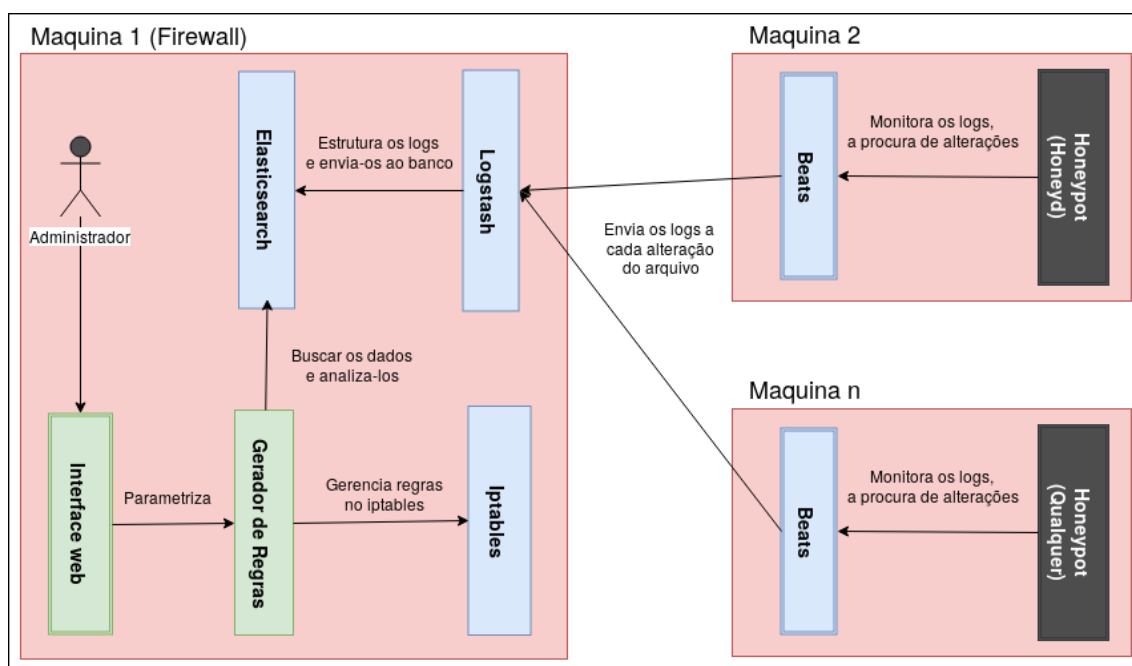 Maquina 1 (Firewall)
Administrador
Elasticsearch
Estrutura os logs
e envia-os ao banco
Logstash
Buscar os dados
e analiza-los
Interface web
Parametriza
Gerador de Regras
Gerencia regras
no iptables
Iptables
Envia os logs a
cada alteração
do arquivo
Maquina 2
Beats
Monitora os logs,
a procura de alterações
Honeypot
(Honeyd)
Maquina n
Beats
Monitora os logs,
a procura de alterações
Honeypot
(Qualquer)